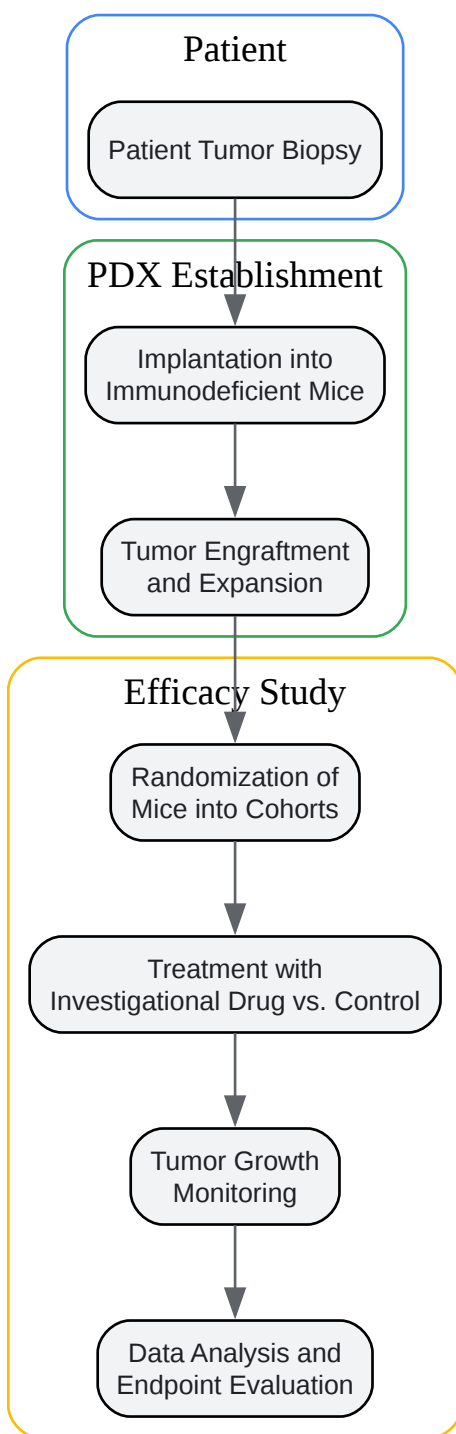 Patient
Patient Tumor Biopsy
PDX Establishment
Implantation into
Immunodeficient Mice
Tumor Engraftment
and Expansion
Efficacy Study
Randomization of
Mice into Cohorts
Treatment with
Investigational Drug vs. Control
Tumor Growth
Monitoring
Data Analysis and
Endpoint Evaluation